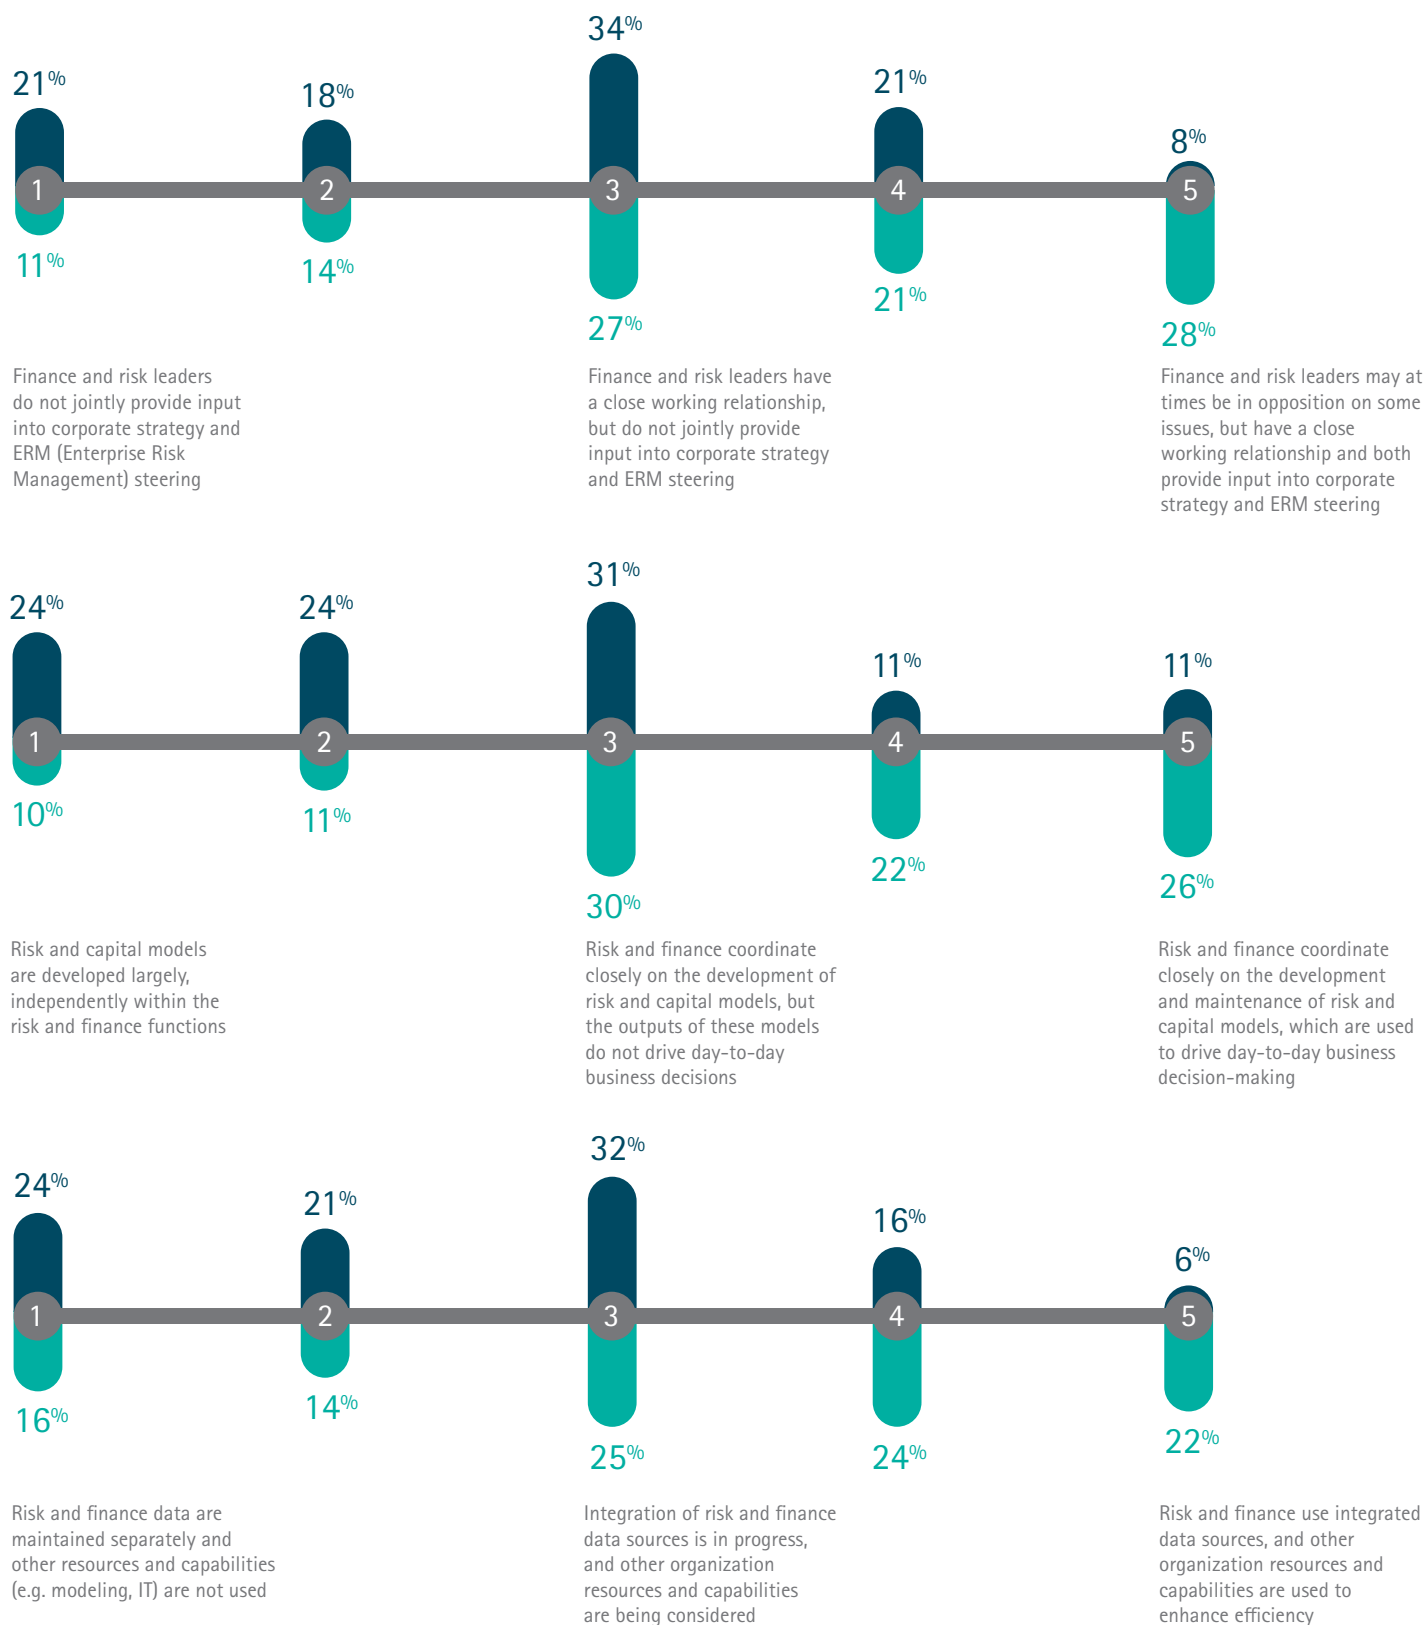 34%
21%
18%
21%
8%
1
2
3
4
5
11%
14%
27%
21%
28%
Finance and risk leaders
do not jointly provide input
into corporate strategy and
ERM (Enterprise Risk
Management) steering
Finance and risk leaders have
a close working relationship,
but do not jointly provide
input into corporate strategy
and ERM steering
Finance and risk leaders may at
times be in opposition on some
issues, but have a close
working relationship and both
provide input into corporate
strategy and ERM steering
24%
24%
31%
11%
11%
1
2
3
4
5
10%
11%
30%
22%
26%
Risk and capital models
are developed largely,
independently within the
risk and finance functions
Risk and finance coordinate
closely on the development of
risk and capital models, but
the outputs of these models
do not drive day-to-day
business decisions
Risk and finance coordinate
closely on the development
and maintenance of risk and
capital models, which are used
to drive day-to-day business
decision-making
24%
21%
32%
16%
6%
1
2
3
4
5
16%
14%
25%
24%
22%
Risk and finance data are
maintained separately and
other resources and capabilities
(e.g. modeling, IT) are not used
Integration of risk and finance
data sources is in progress,
and other organization
resources and capabilities
are being considered
Risk and finance use integrated
data sources, and other
organization resources and
capabilities are used to
enhance efficiency